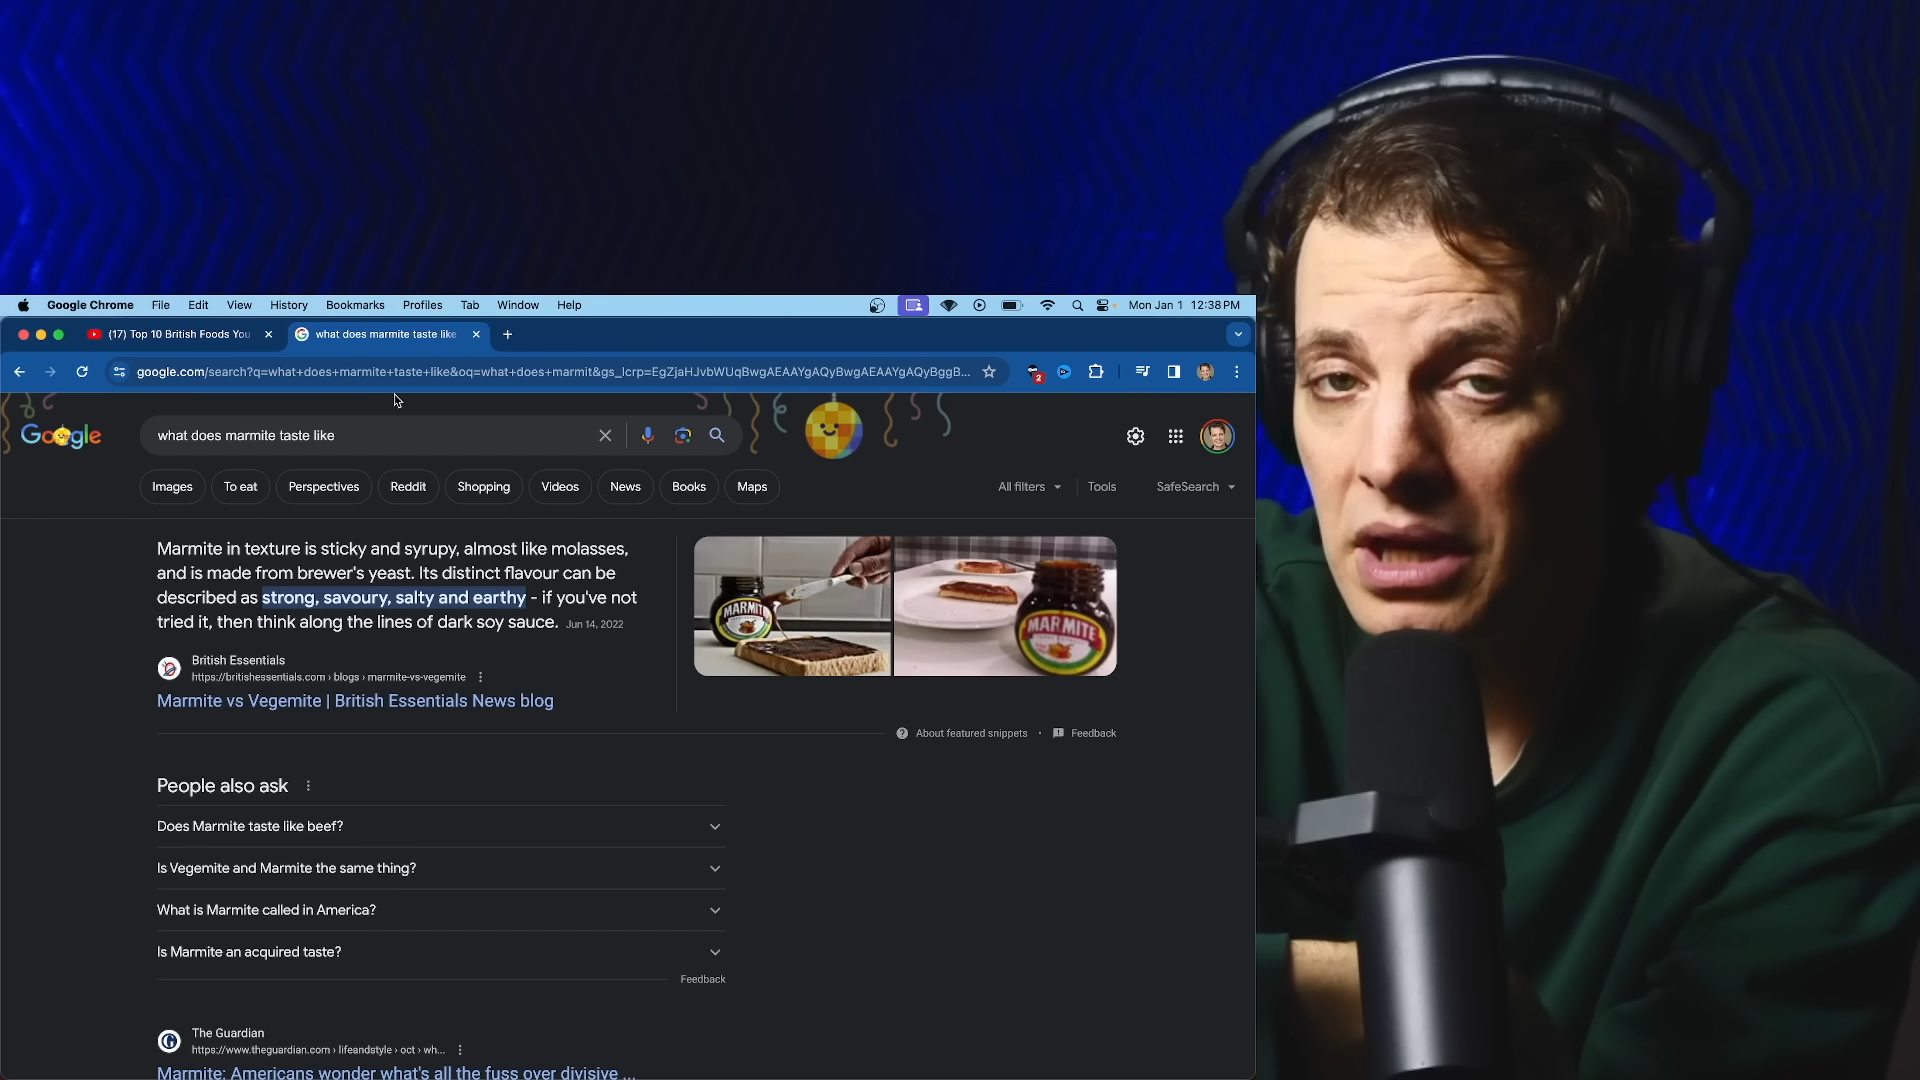 Google Chrome File Edit View History Bookmarks Profiles Tab Window Help Mon Jan 1 12:38 PM
(17) Top 10 British Foods You
what does marmite taste like
google.com/search?q=what+does+marmite+taste+like&oq=what+does+marmit&gs_lcrp=EgZjaHJvbWUqBwgAEAAYgAQyBwgAEAAYgAQyBggB...
2
Google
what does marmite taste like
Images To eat Perspectives Reddit Shopping Videos News Books Maps All filters Tools SafeSearch
Marmite in texture is sticky and syrupy, almost like molasses,
and is made from brewer's yeast. Its distinct flavour can be
described as strong, savoury, salty and earthy - if you've not
tried it, then think along the lines of dark soy sauce. Jun 14, 2022
MARMITE
MARMITE
British Essentials
https://britishessentials.com › blogs › marmite-vs-vegemite
Marmite vs Vegemite | British Essentials News blog
About featured snippets · Feedback
People also ask
Does Marmite taste like beef?
Is Vegemite and Marmite the same thing?
What is Marmite called in America?
Is Marmite an acquired taste?
Feedback
The Guardian
https://www.theguardian.com › lifeandstyle › oct › wh...
Marmite: Americans wonder what's all the fuss over divisive ...